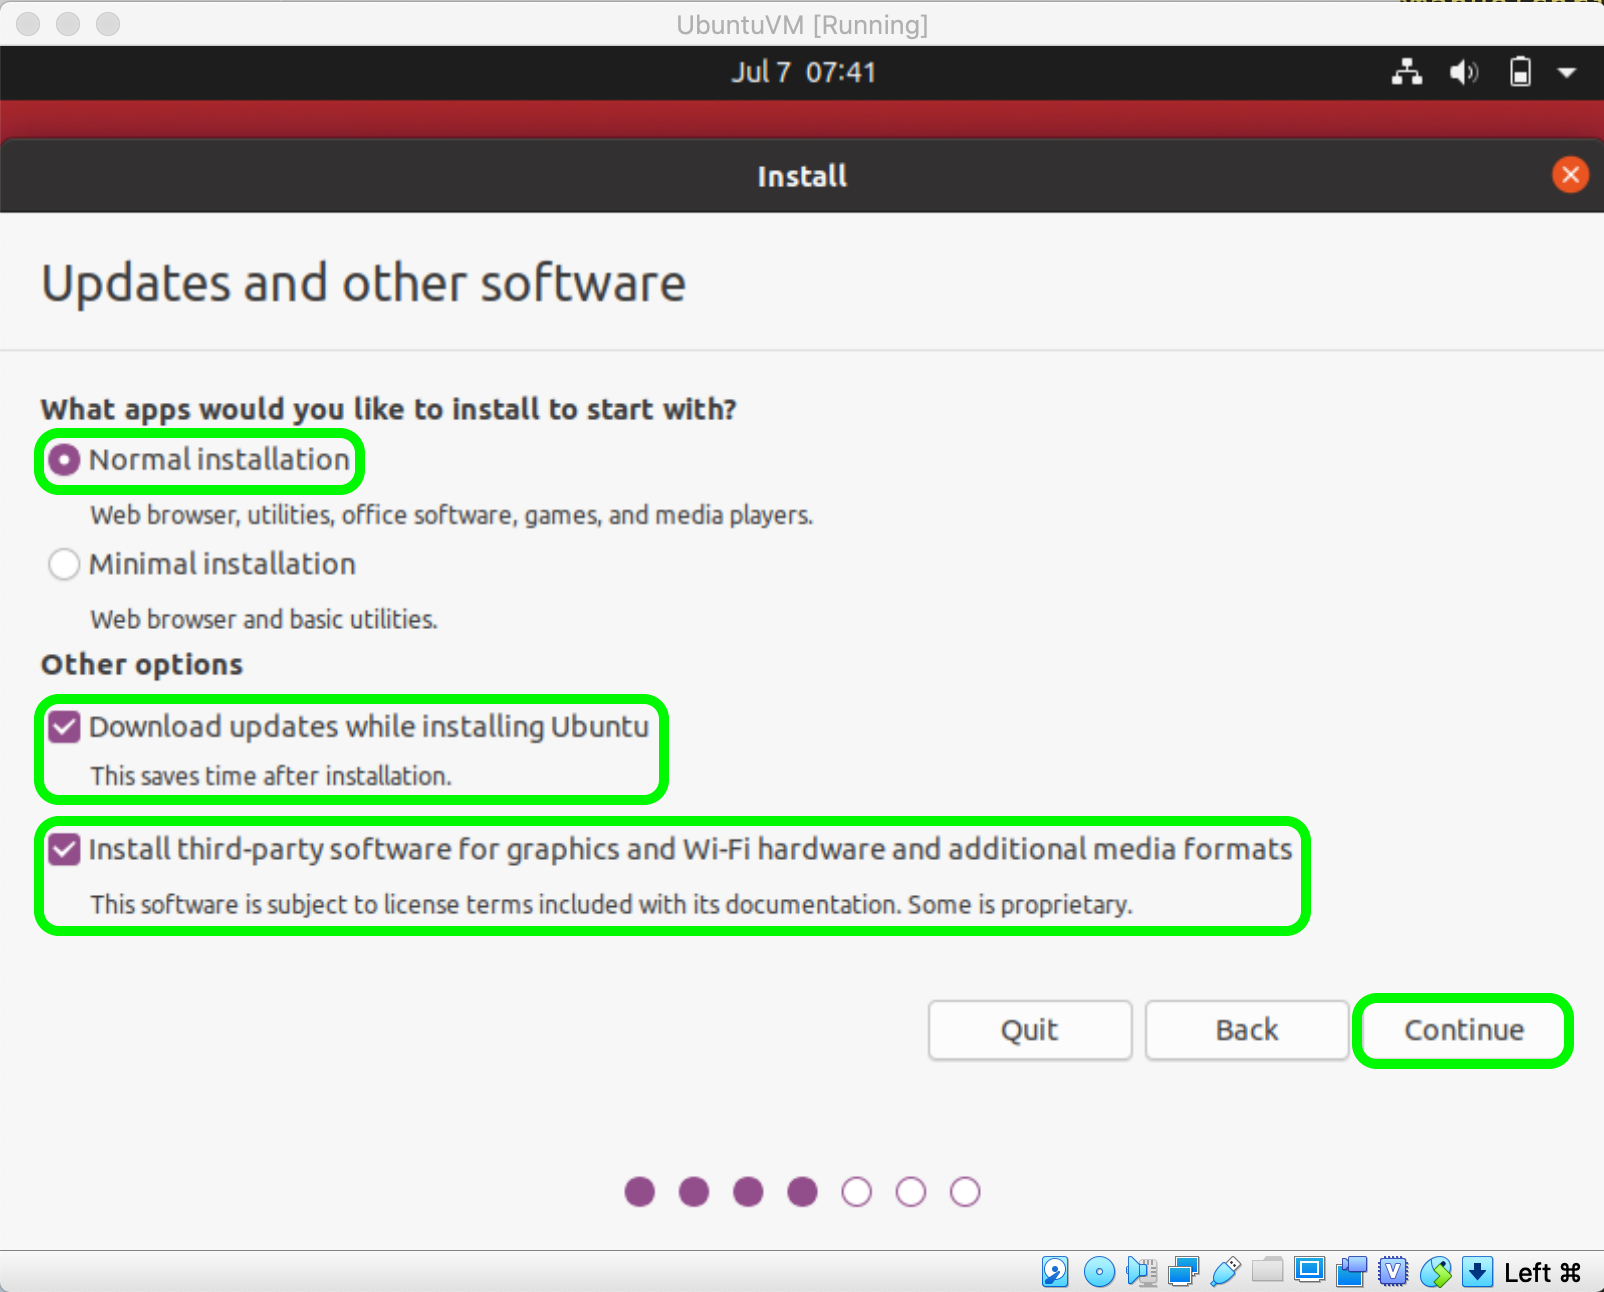 UbuntuVM [Running]
Jul 7 07:41
Install
Updates and other software
What apps would you like to install to start with?
Normal installation
Web browser, utilities, office software, games, and media players.
Minimal installation
Web browser and basic utilities.
Other options
Download updates while installing Ubuntu
This saves time after installation.
Install third-party software for graphics and Wi-Fi hardware and additional media formats
This software is subject to license terms included with its documentation. Some is proprietary.
Quit
Back
Continue
V
Left ⌘